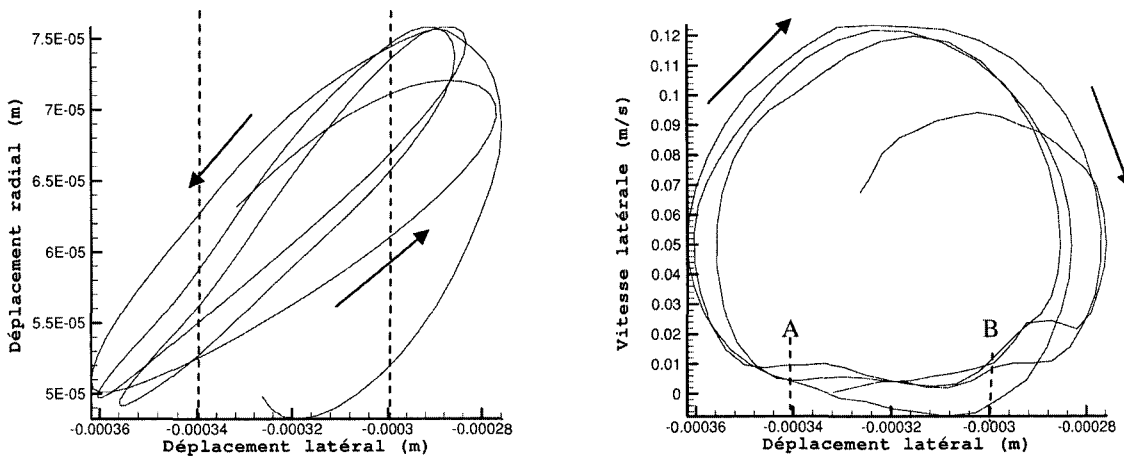 Déplacement radial (m)
7.5E-05
7E-05
6.5E-05
6E-05
5.5E-05
5E-05
-0.00036
-0.00034
-0.00032
-0.0003
-0.00028
Déplacement latéral (m)
Vitesse latérale (m/s)
0.12
0.11
0.1
0.09
0.08
0.07
0.06
0.05
0.04
0.03
0.02
0.01
0
A
B
-0.00036
-0.00034
-0.00032
-0.0003
-0.00028
Déplacement latéral (m)